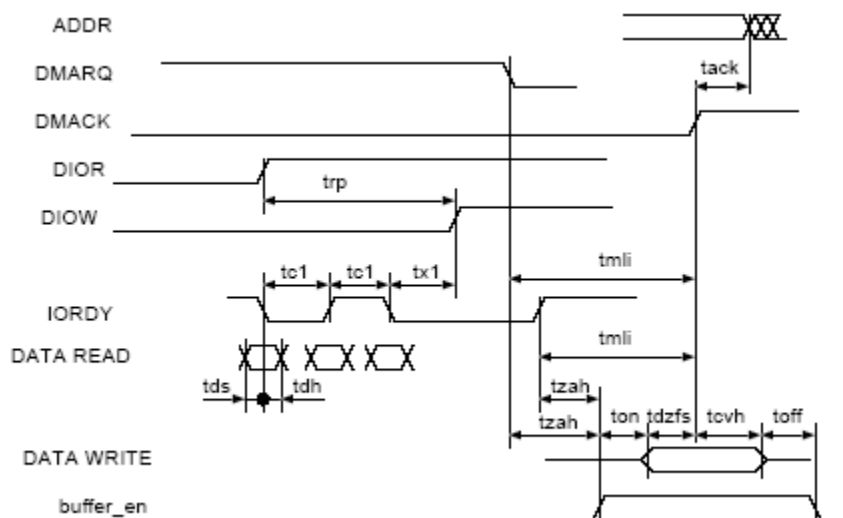 ADDR
DMARQ
tack
DMACK
DIOR
trp
DIOW
tmli
tc1 tc1 tx1
IORDY
tmli
DATA READ
tds tdh
tzah
tzah ton tdzfs tcvh toff
DATA WRITE
buffer_en